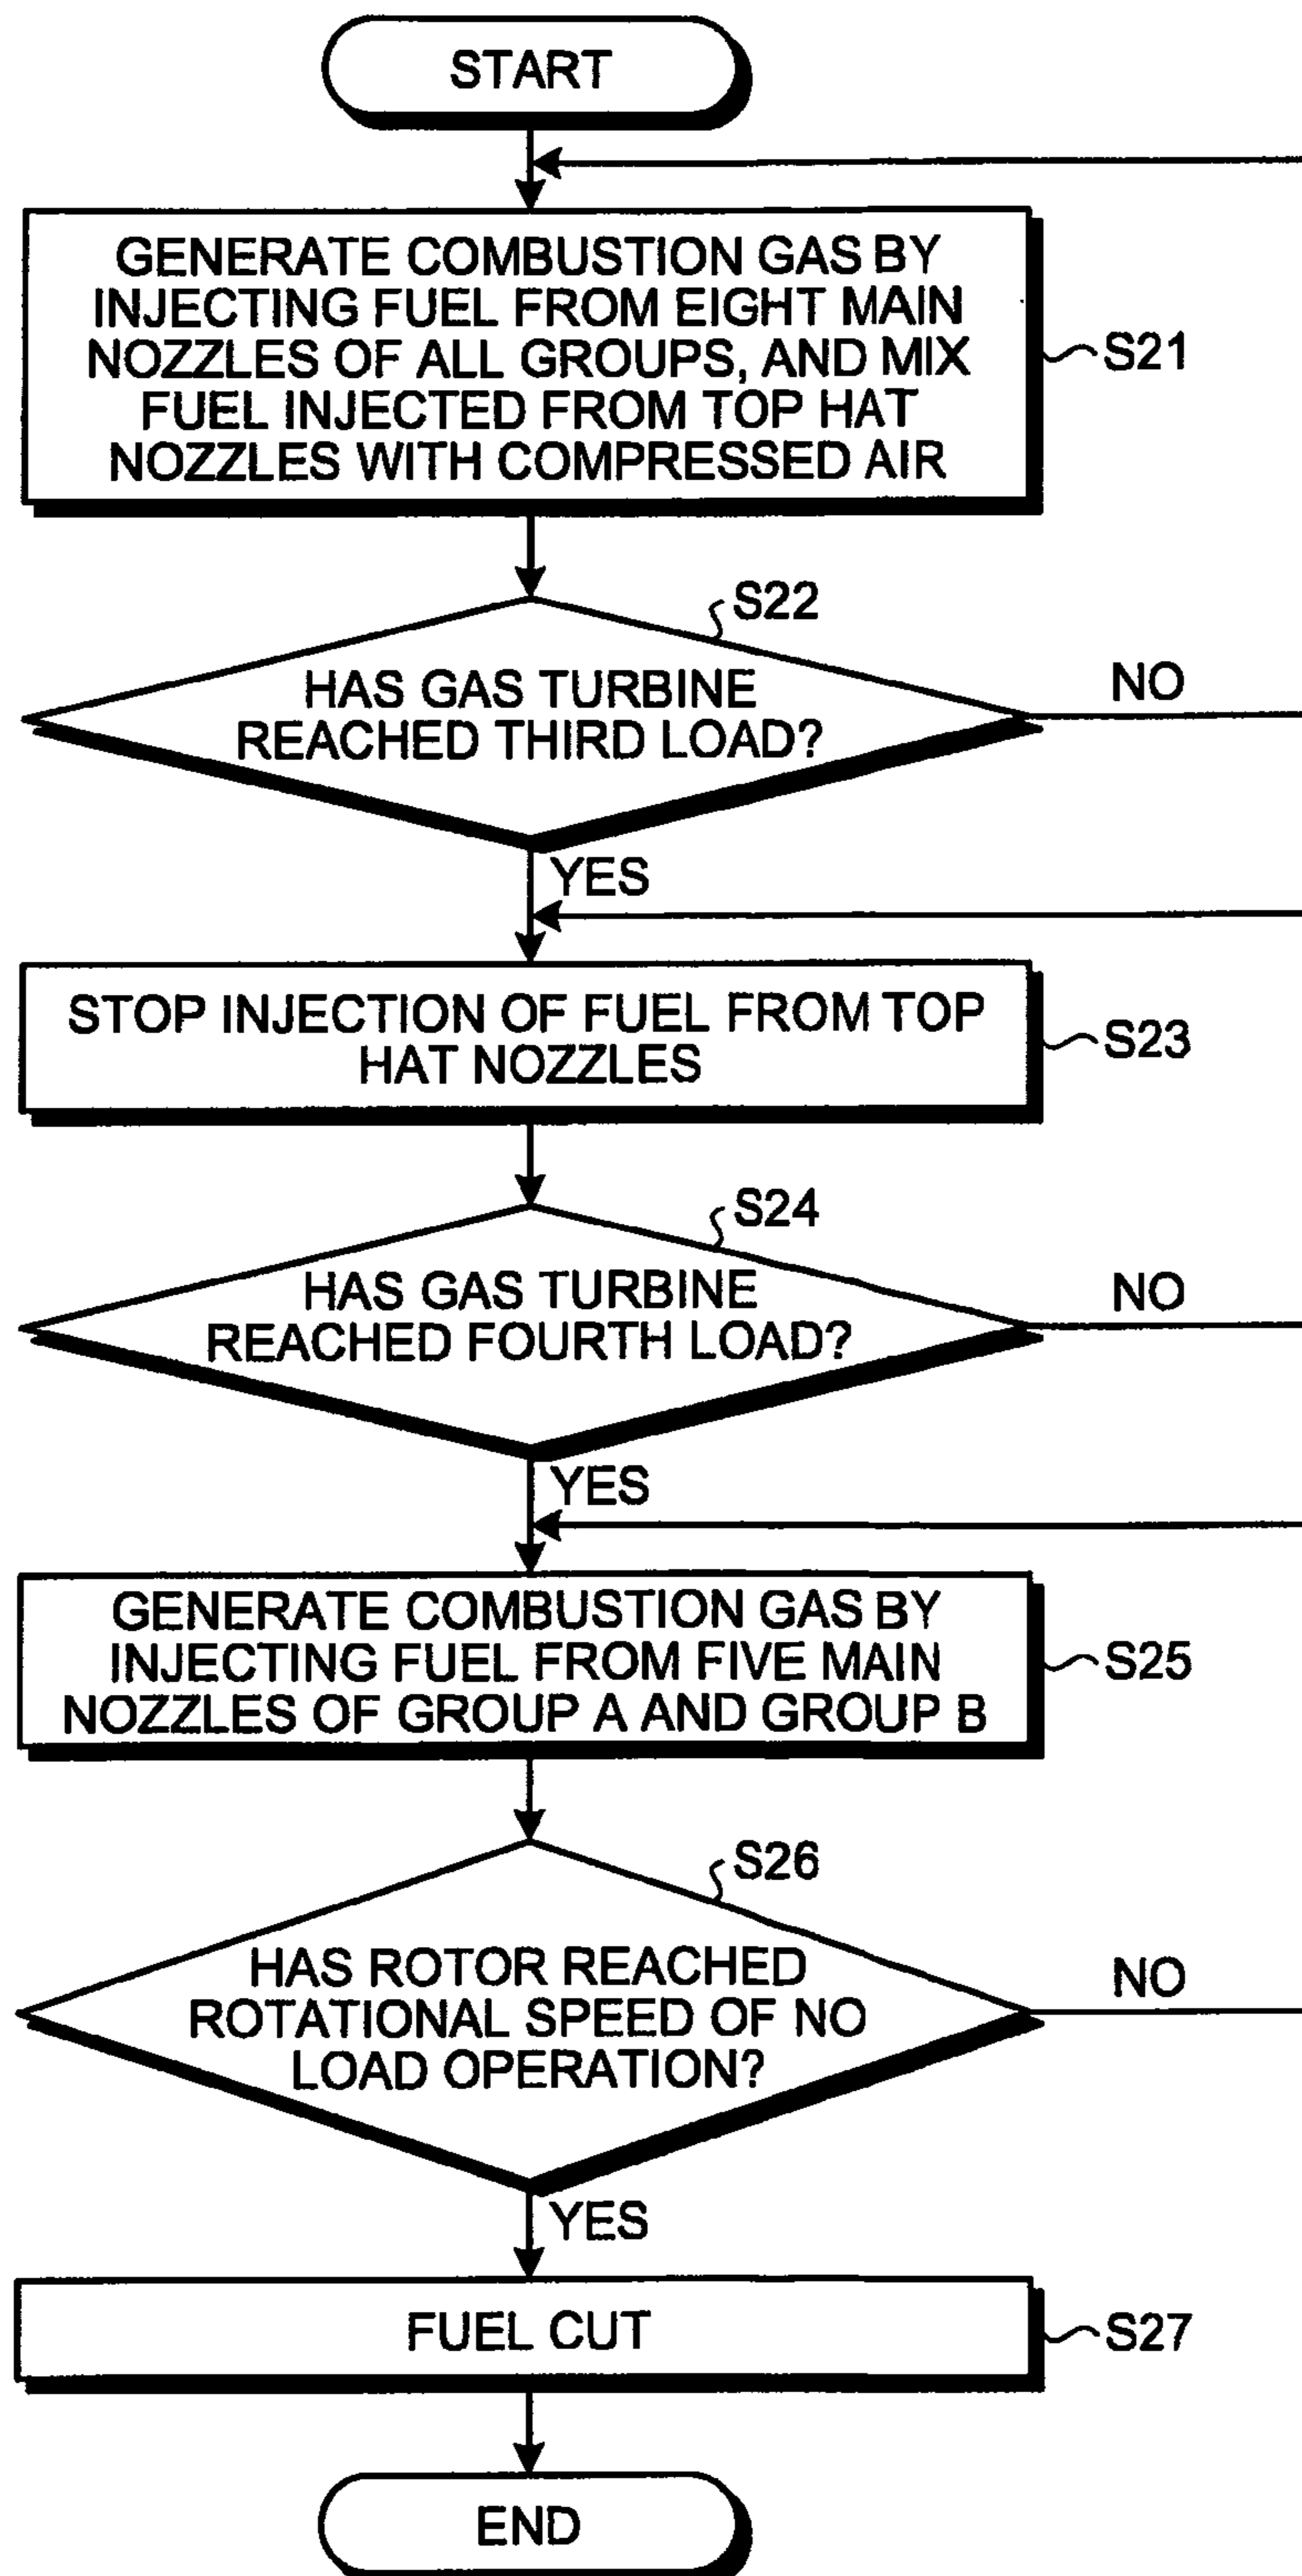 START
GENERATE COMBUSTION GAS BY
INJECTING FUEL FROM EIGHT MAIN
NOZZLES OF ALL GROUPS, AND MIX
FUEL INJECTED FROM TOP HAT
NOZZLES WITH COMPRESSED AIR
S21
S22
HAS GAS TURBINE
REACHED THIRD LOAD?
NO
YES
STOP INJECTION OF FUEL FROM TOP
HAT NOZZLES
S23
S24
HAS GAS TURBINE
REACHED FOURTH LOAD?
NO
YES
GENERATE COMBUSTION GAS BY
INJECTING FUEL FROM FIVE MAIN
NOZZLES OF GROUP A AND GROUP B
S25
S26
HAS ROTOR REACHED
ROTATIONAL SPEED OF NO
LOAD OPERATION?
NO
YES
FUEL CUT
S27
END